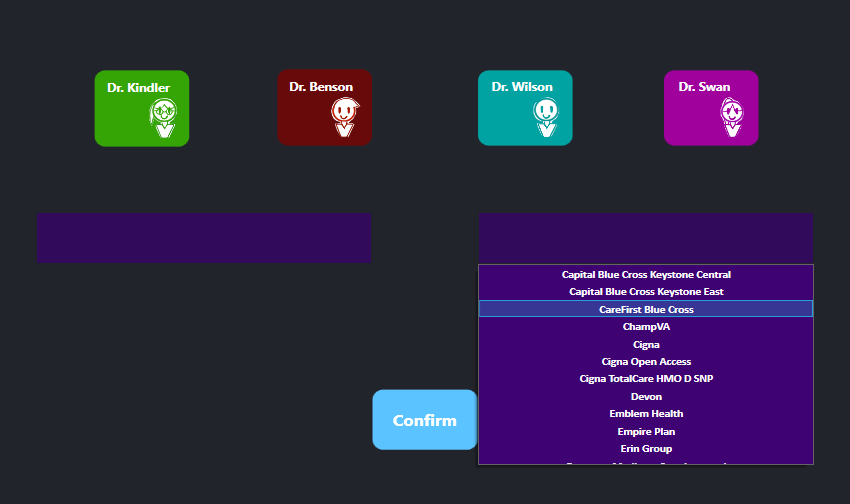 Dr. Kindler
Dr. Benson
Dr. Wilson
Dr. Swan
Capital Blue Cross Keystone Central
Capital Blue Cross Keystone East
CareFirst Blue Cross
ChampVA
Cigna
Cigna Open Access
Cigna TotalCare HMO D SNP
Devon
Emblem Health
Empire Plan
Erin Group
Confirm